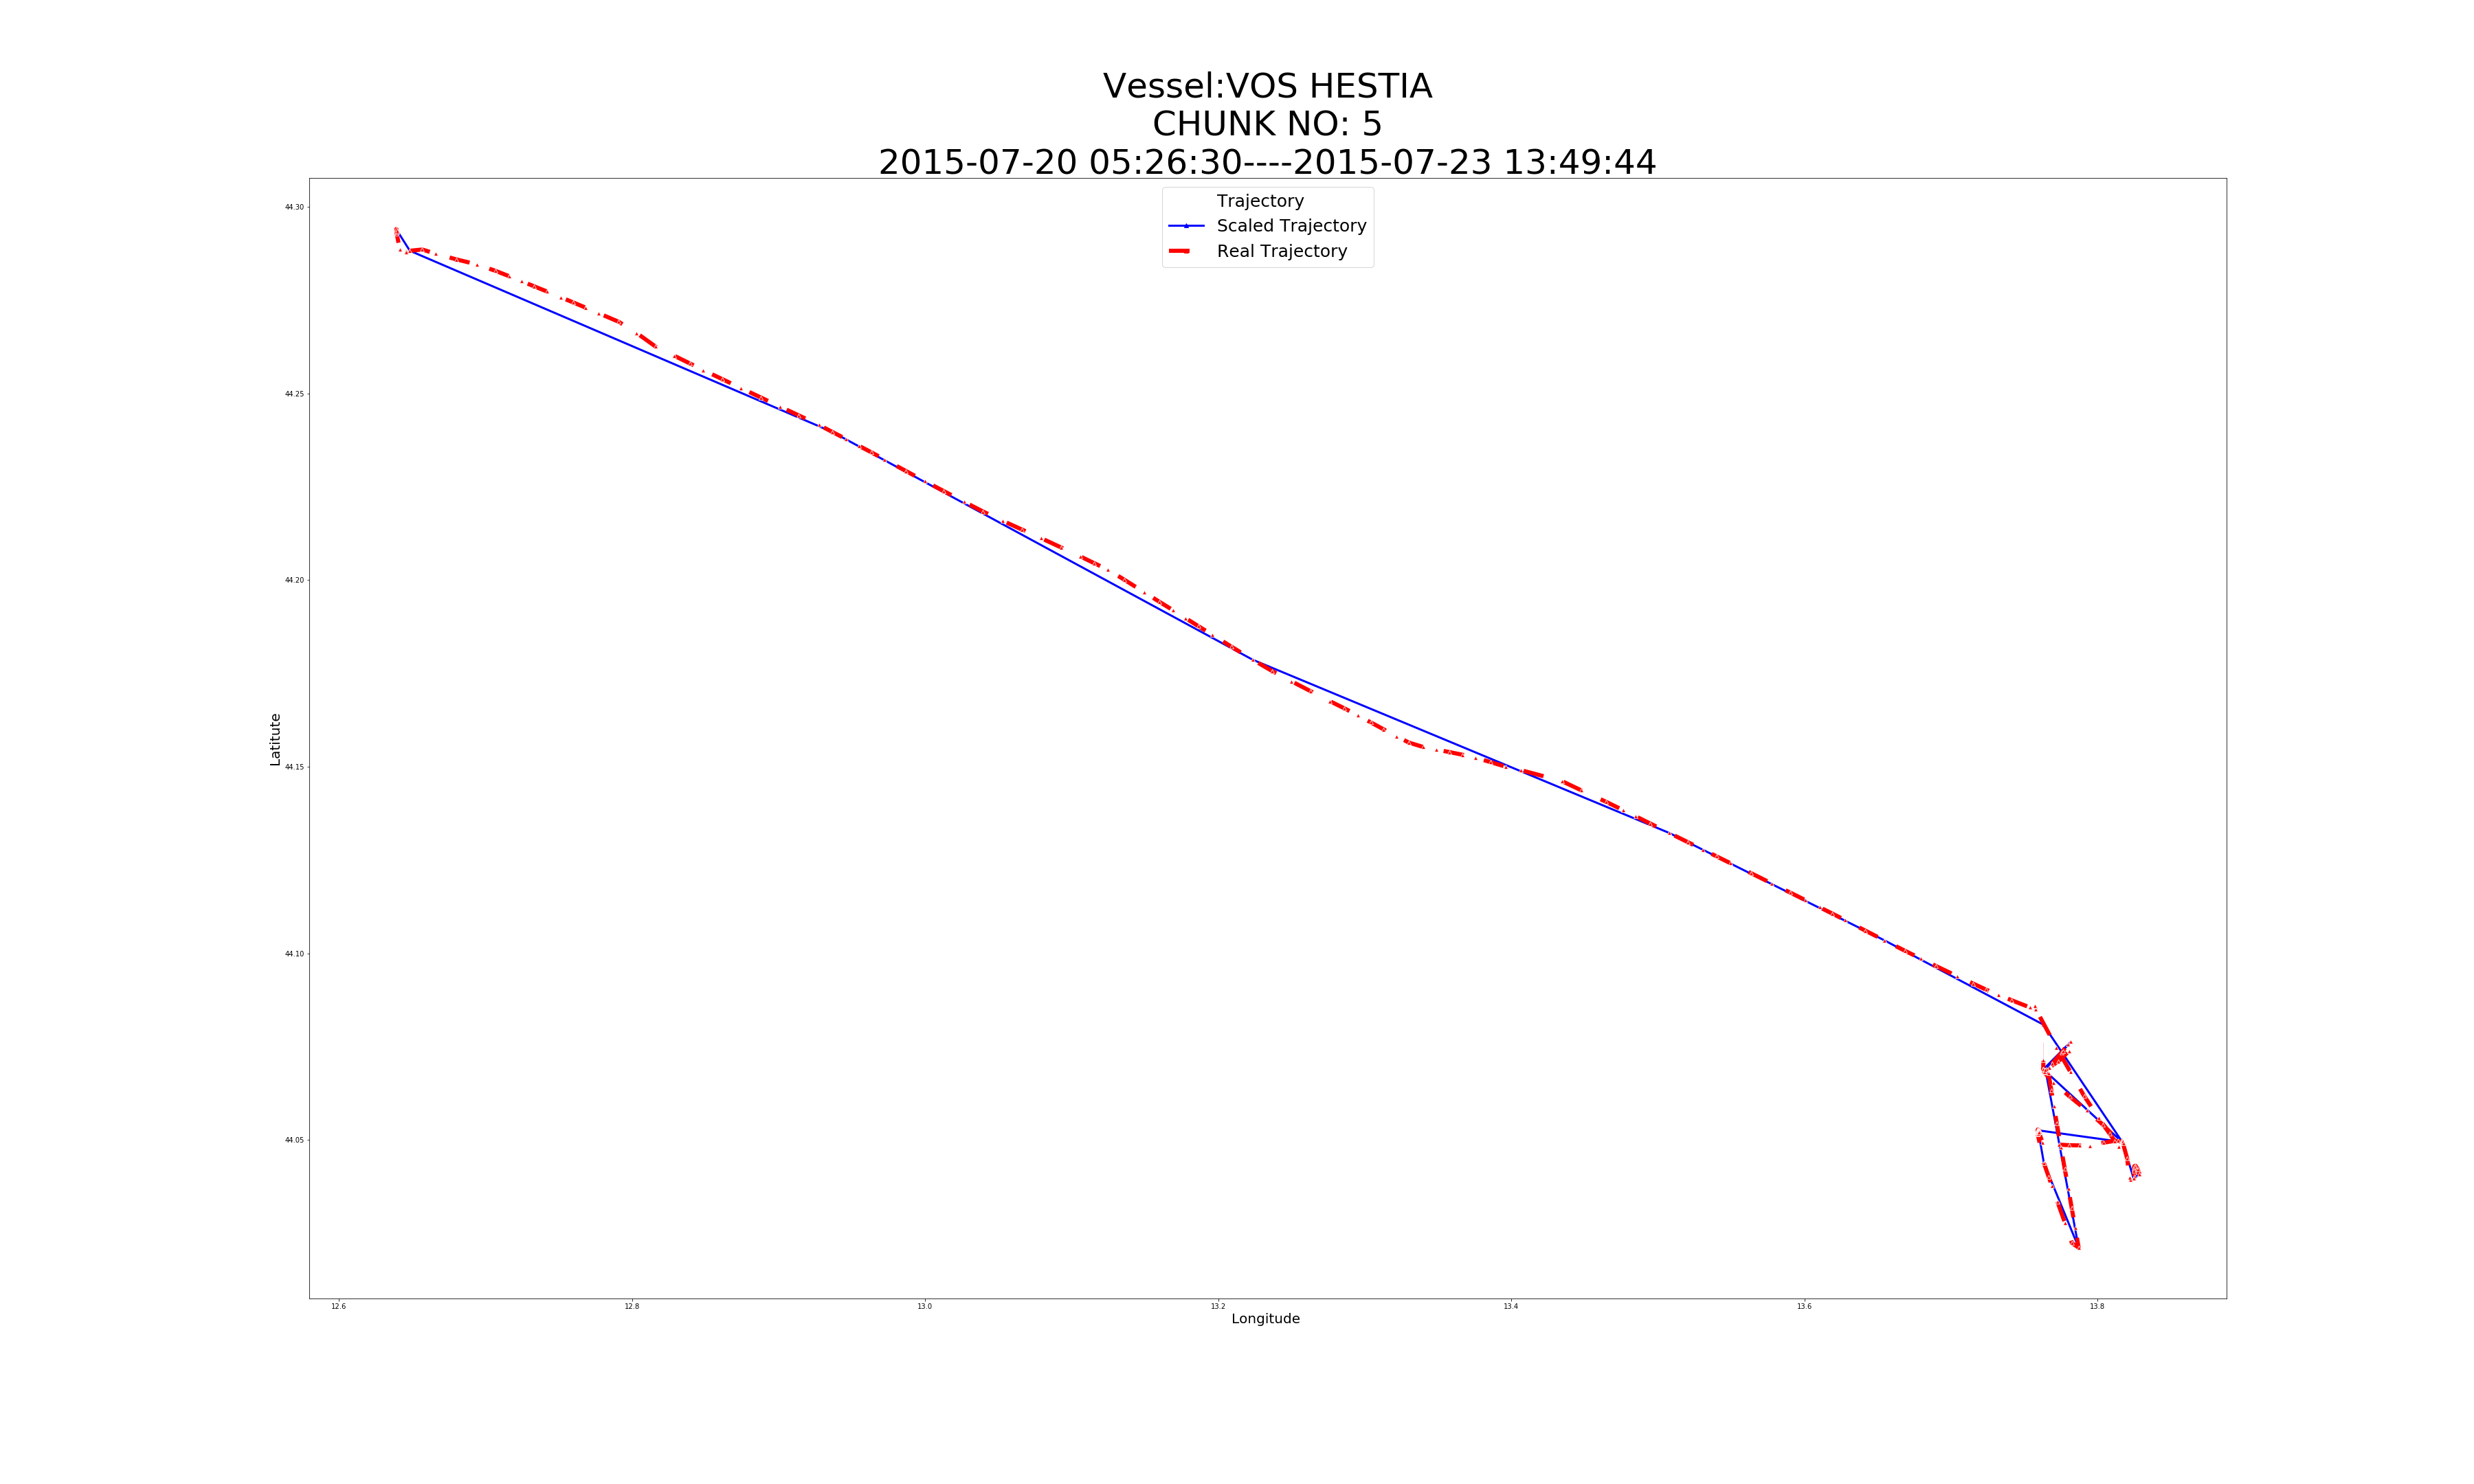 Vessel:VOS HESTIA
CHUNK NO: 5
2015-07-20 05:26:30----2015-07-23 13:49:44
Trajectory
Scaled Trajectory
Real Trajectory
44.30
44.25
44.20
44.15
44.10
44.05
Latitute
12.6 12.8 13.0 13.2 13.4 13.6 13.8
Longitude